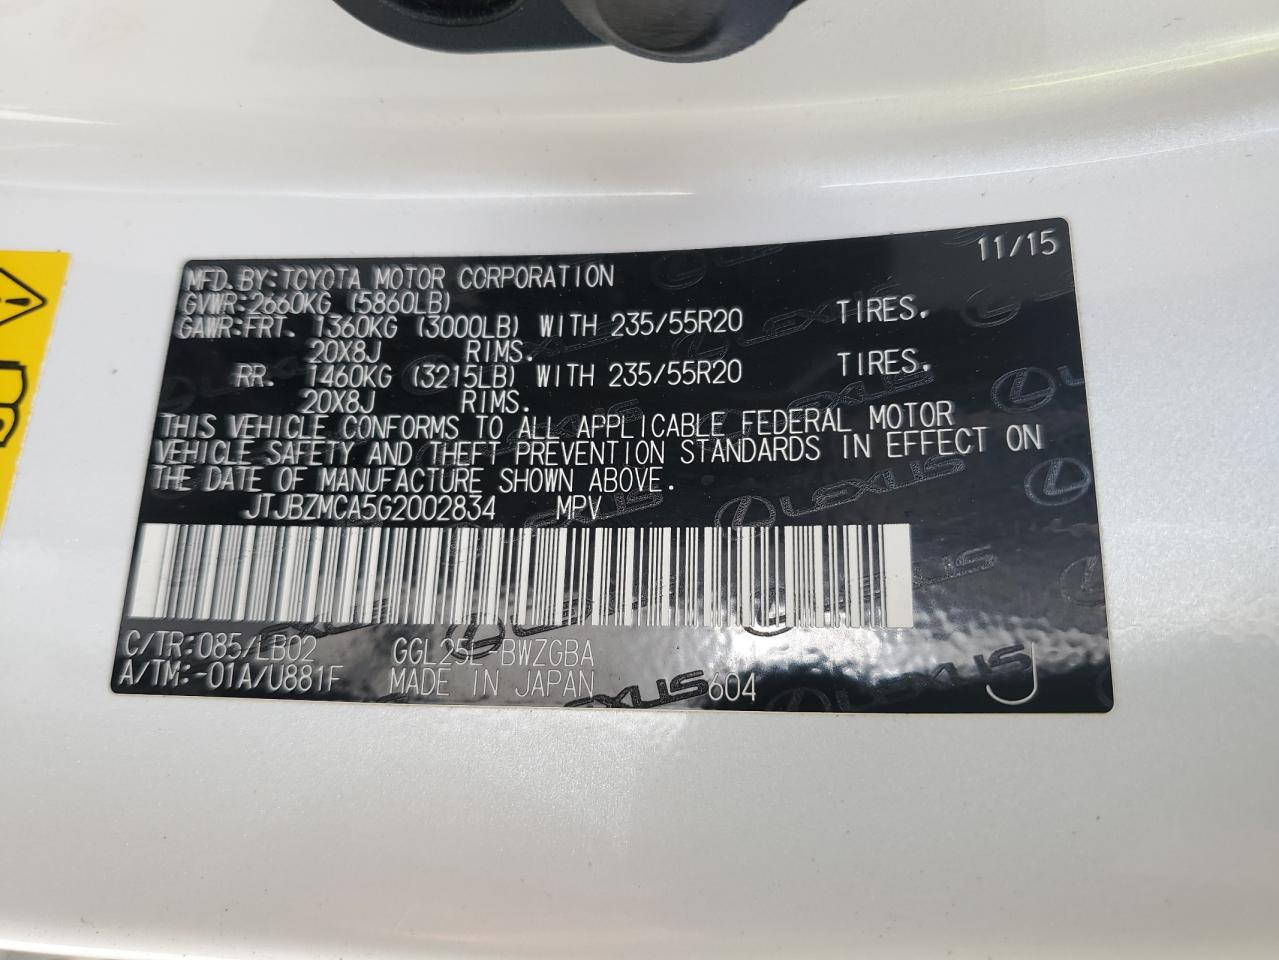 11/15
MFD. BY: TOYOTA MOTOR CORPORATION
GVWR: 2660KG (5860LB)
GAWR: FRT. 1360KG (3000LB) WITH 235/55R20 TIRES.
20X8J RIMS.
RR. 1460KG (3215LB) WITH 235/55R20 TIRES.
20X8J RIMS.
THIS VEHICLE CONFORMS TO ALL APPLICABLE FEDERAL MOTOR
VEHICLE SAFETY AND THEFT PREVENTION STANDARDS IN EFFECT ON
THE DATE OF MANUFACTURE SHOWN ABOVE.
JTJBZMCA5G2002834 MPV
C/TR: 085/LB02 GGL25L-BWZGBA
A/TM: -01A/U881F MADE IN JAPAN 604 J
LEXUS